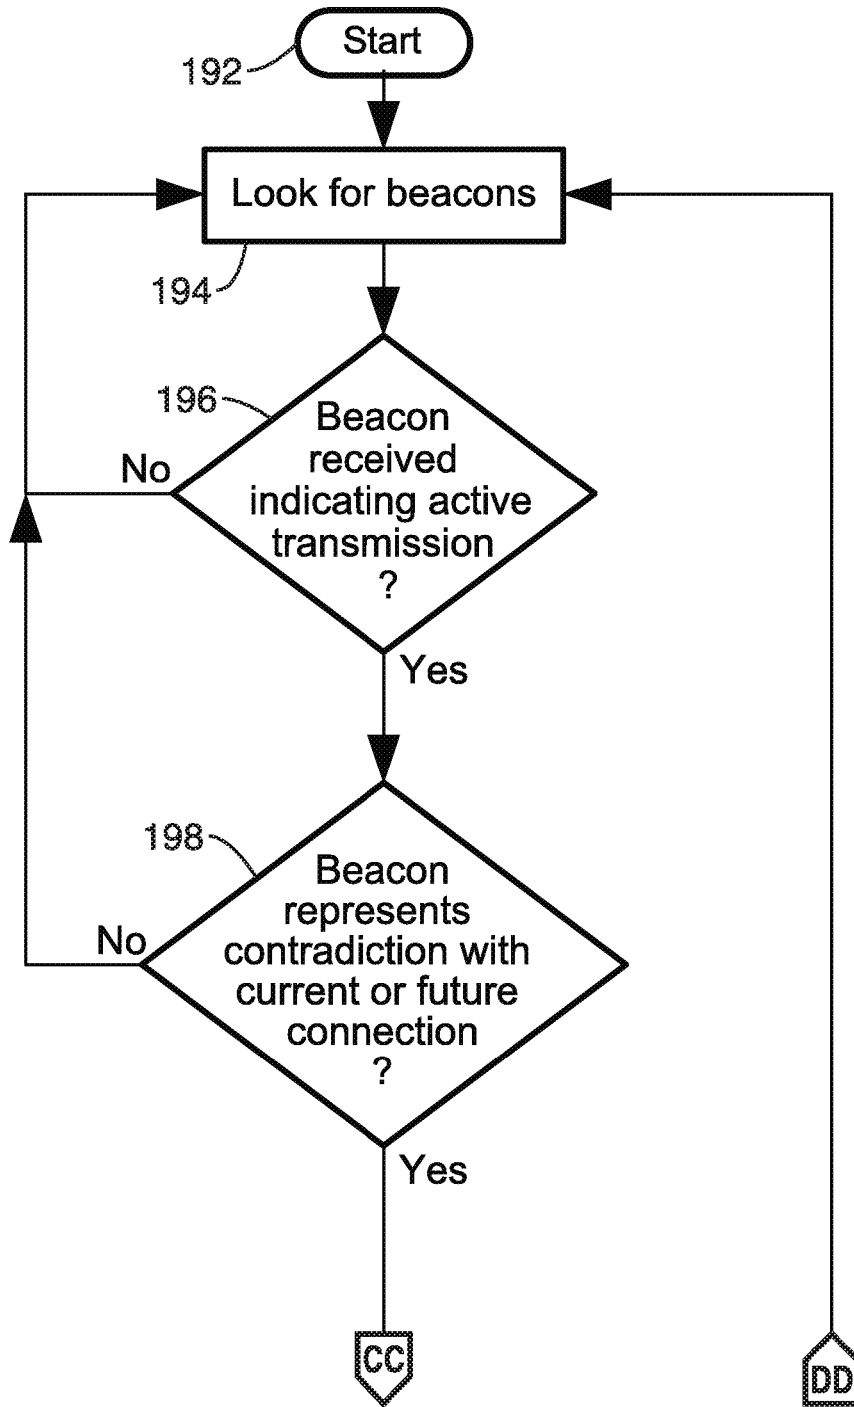 Start
192
Look for beacons
194
196
Beacon
received
indicating active
transmission
?
No
Yes
198
Beacon
represents
contradiction with
current or future
connection
?
No
Yes
CC
DD